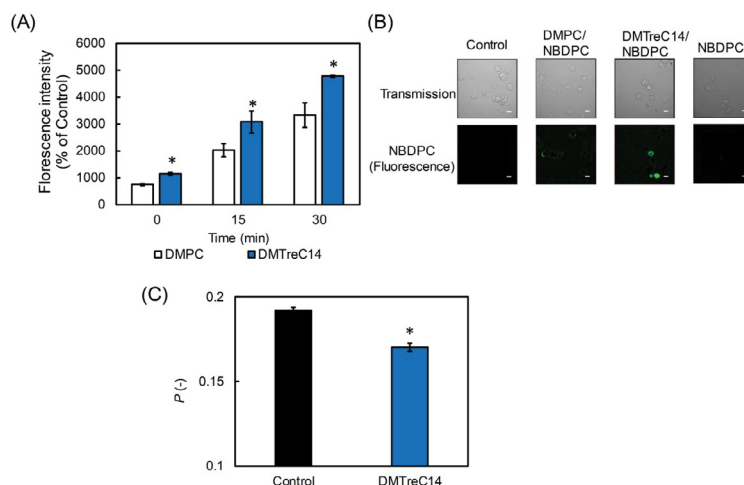 (A)
Florescence intensity
(% of Control)
6000
5000
4000
3000
2000
1000
0
*
*
*
0
15
30
Time (min)
DMPC
DMTreC14
(B)
Control
DMPC/
NBDPC
DMTreC14/
NBDPC
NBDPC
Transmission
NBDPC
(Fluorescence)
(C)
P (-)
0.2
0.15
0.1
*
Control
DMTreC14